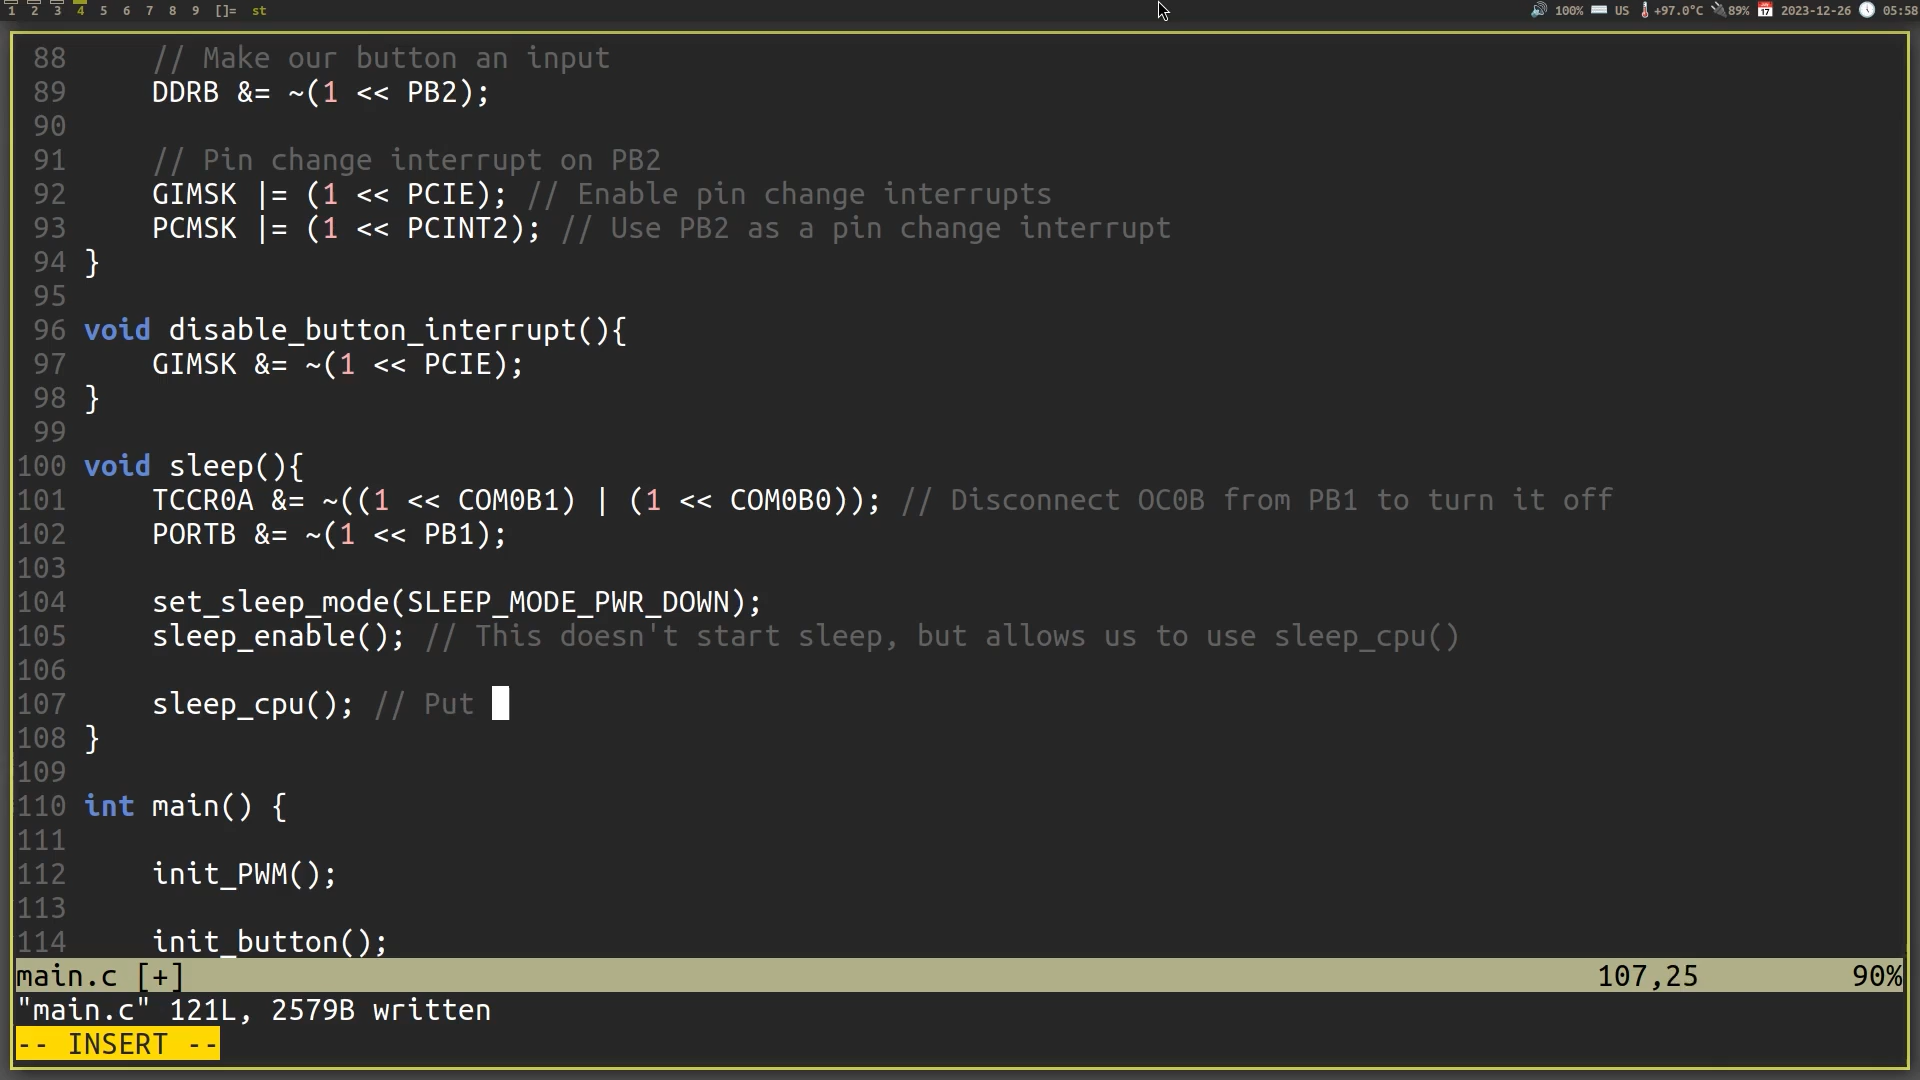 1 2 3 4 5 6 7 8 9 []= st 100% US +97.0°C 89% 2023-12-26 05:58
88     // Make our button an input
89     DDRB &= ~(1 << PB2);
90
91     // Pin change interrupt on PB2
92     GIMSK |= (1 << PCIE); // Enable pin change interrupts
93     PCMSK |= (1 << PCINT2); // Use PB2 as a pin change interrupt
94 }
95
96 void disable_button_interrupt(){
97     GIMSK &= ~(1 << PCIE);
98 }
99
100 void sleep(){
101     TCCR0A &= ~((1 << COM0B1) | (1 << COM0B0)); // Disconnect OC0B from PB1 to turn it off
102     PORTB &= ~(1 << PB1);
103
104     set_sleep_mode(SLEEP_MODE_PWR_DOWN);
105     sleep_enable(); // This doesn't start sleep, but allows us to use sleep_cpu()
106
107     sleep_cpu(); // Put
108 }
109
110 int main() {
111
112     init_PWM();
113
114     init_button();
main.c [+] 107,25 90%
"main.c" 121L, 2579B written
-- INSERT --